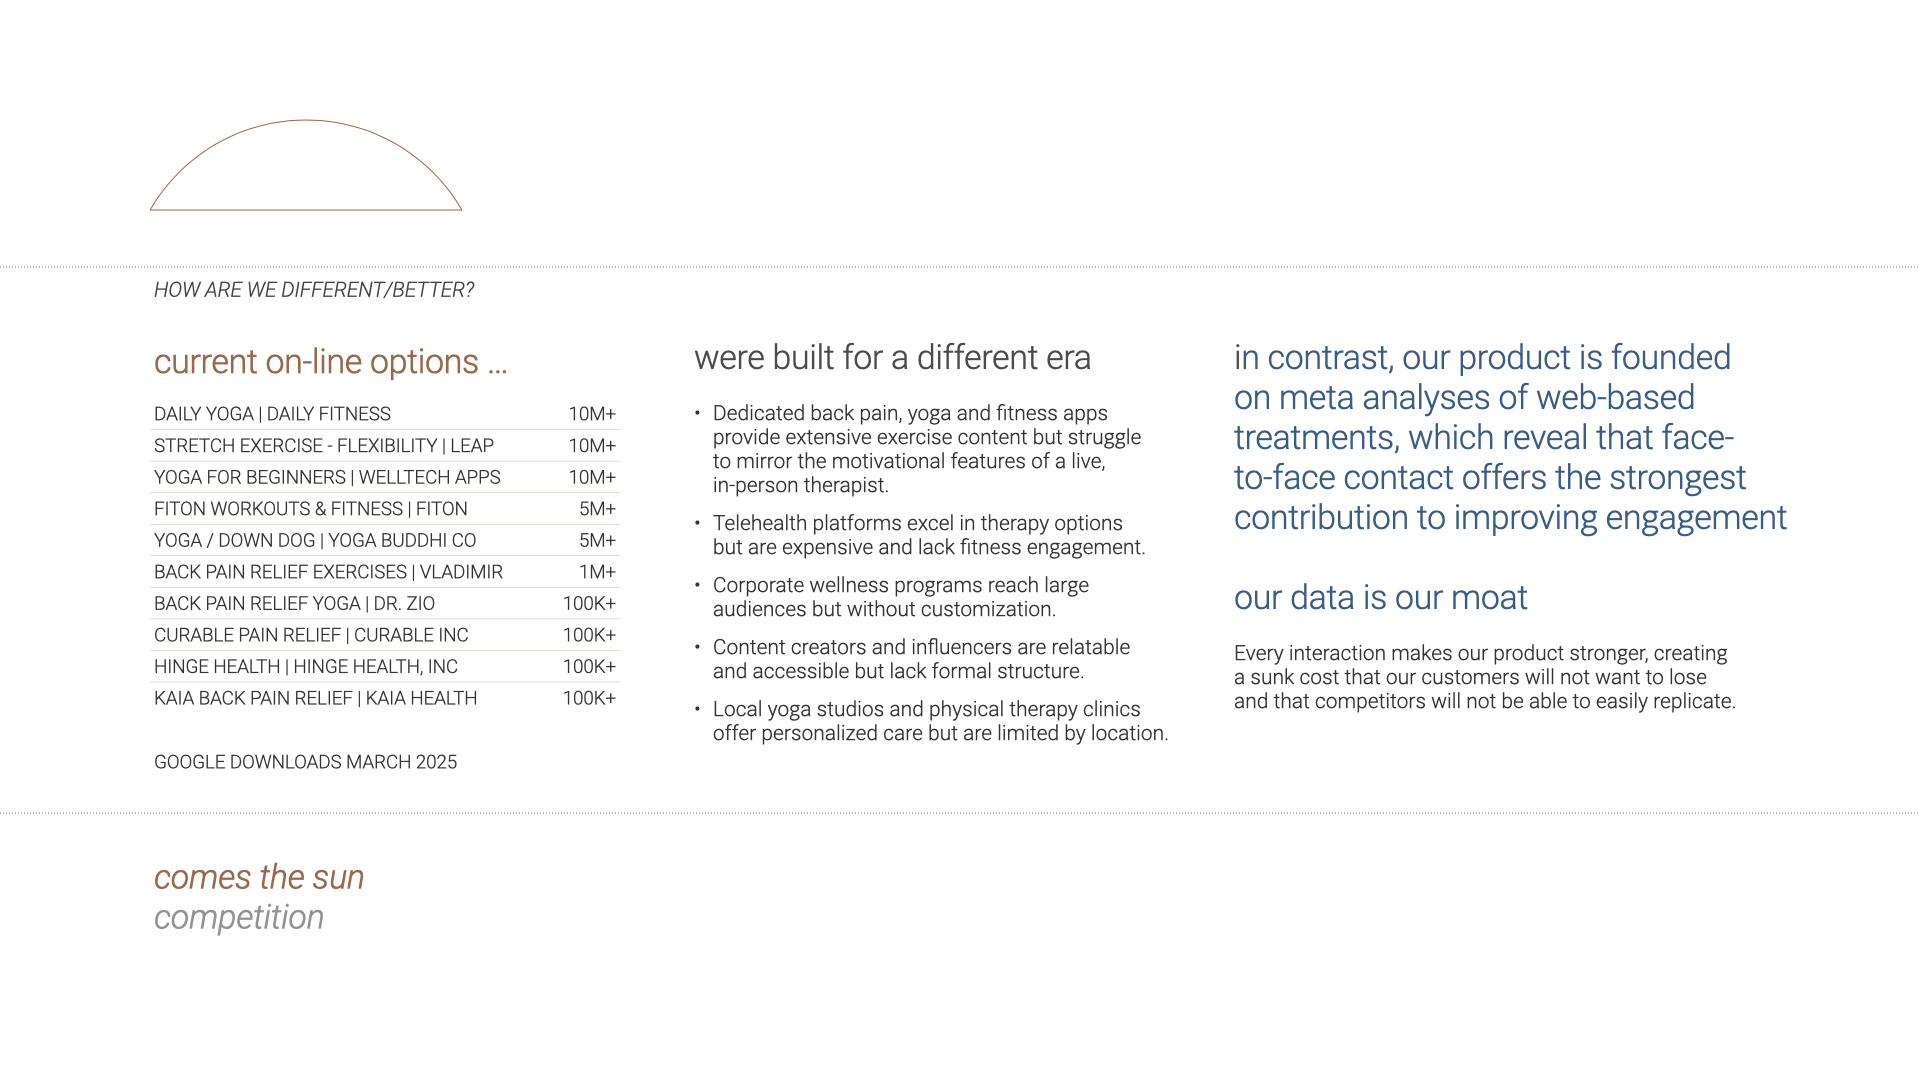 HOW ARE WE DIFFERENT/BETTER?
current on-line options ...
DAILY YOGA | DAILY FITNESS 10M+
STRETCH EXERCISE - FLEXIBILITY | LEAP 10M+
YOGA FOR BEGINNERS | WELLTECH APPS 10M+
FITON WORKOUTS & FITNESS | FITON 5M+
YOGA / DOWN DOG | YOGA BUDDHI CO 5M+
BACK PAIN RELIEF EXERCISES | VLADIMIR 1M+
BACK PAIN RELIEF YOGA | DR. ZIO 100K+
CURABLE PAIN RELIEF | CURABLE INC 100K+
HINGE HEALTH | HINGE HEALTH, INC 100K+
KAIA BACK PAIN RELIEF | KAIA HEALTH 100K+
GOOGLE DOWNLOADS MARCH 2025
were built for a different era
• Dedicated back pain, yoga and fitness apps
provide extensive exercise content but struggle
to mirror the motivational features of a live,
in-person therapist.
• Telehealth platforms excel in therapy options
but are expensive and lack fitness engagement.
• Corporate wellness programs reach large
audiences but without customization.
• Content creators and influencers are relatable
and accessible but lack formal structure.
• Local yoga studios and physical therapy clinics
offer personalized care but are limited by location.
in contrast, our product is founded
on meta analyses of web-based
treatments, which reveal that face-
to-face contact offers the strongest
contribution to improving engagement
our data is our moat
Every interaction makes our product stronger, creating
a sunk cost that our customers will not want to lose
and that competitors will not be able to easily replicate.
comes the sun
competition